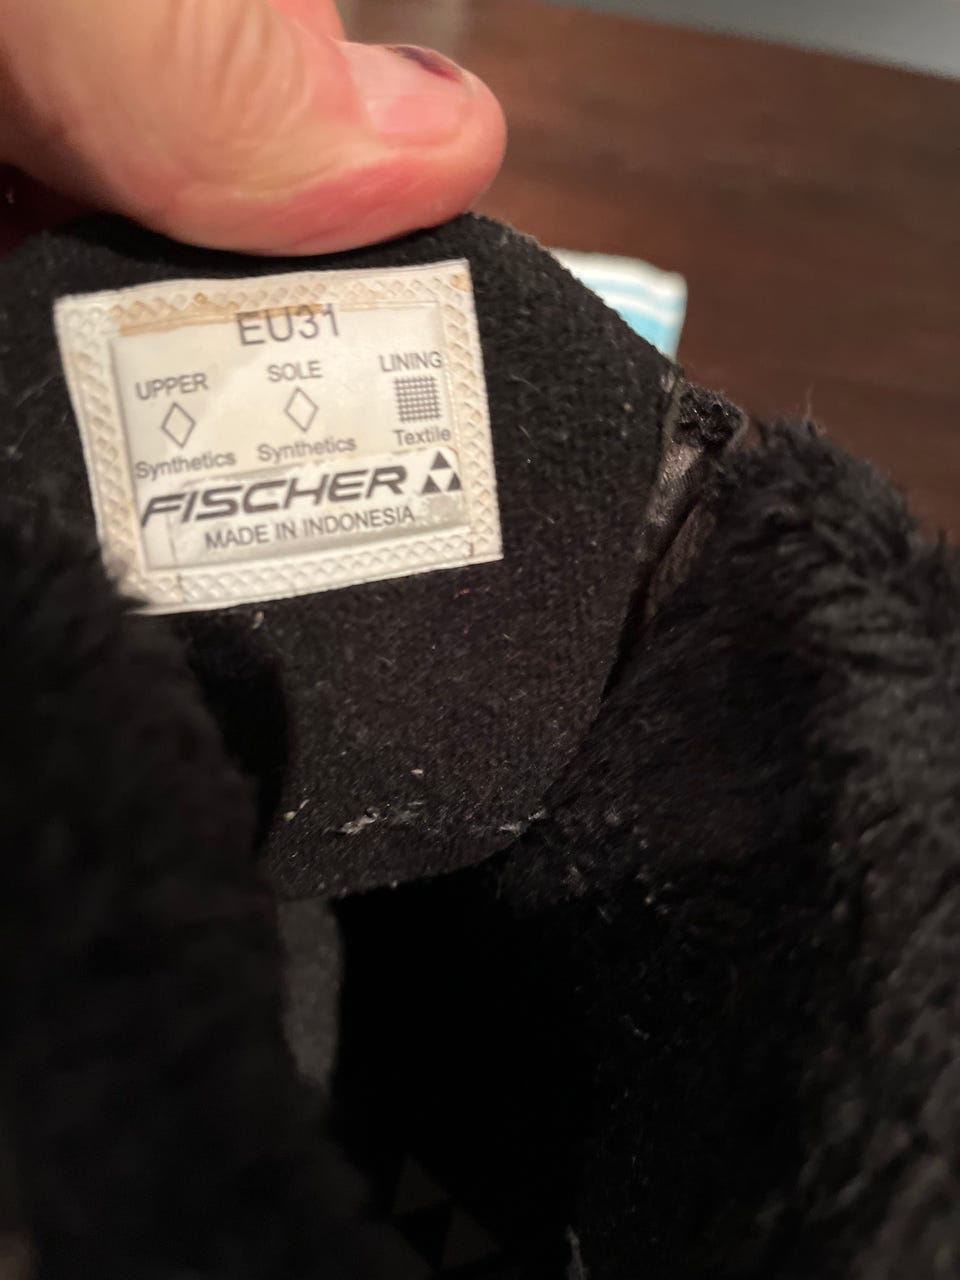 EU31
UPPER SOLE LINING
Synthetics Synthetics Textile
FISCHER
MADE IN INDONESIA